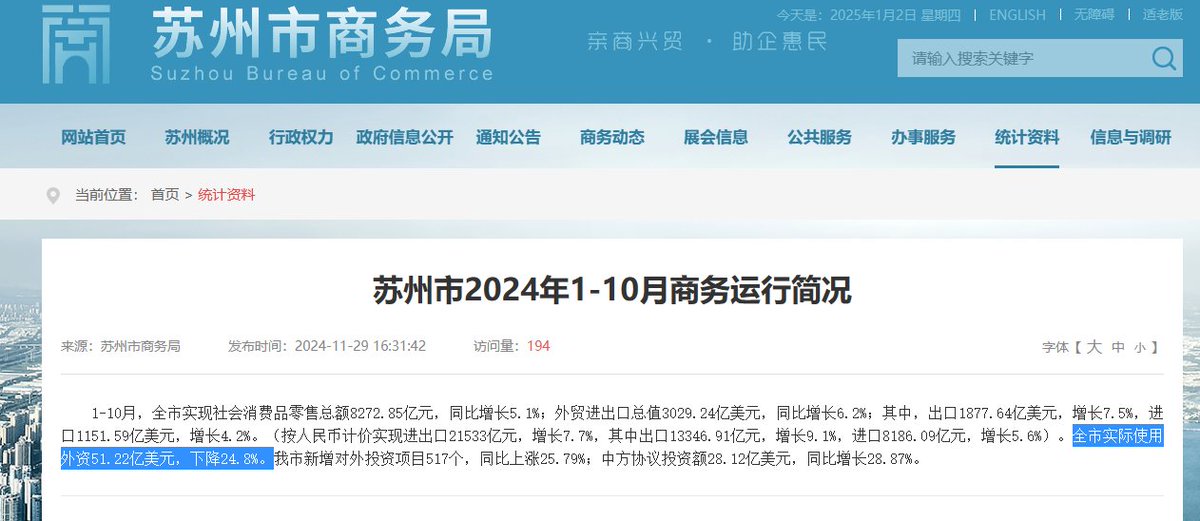 苏州市商务局
Suzhou Bureau of Commerce
亲商兴贸 · 助企惠民
今天是：2025年1月2日 星期四 | ENGLISH | 无障碍 | 适老版
请输入搜索关键字
网站首页 苏州概况 行政权力 政府信息公开 通知公告 商务动态 展会信息 公共服务 办事服务 统计资料 信息与调研
当前位置： 首页 > 统计资料
苏州市2024年1-10月商务运行简况
来源：苏州市商务局 发布时间：2024-11-29 16:31:42 访问量：194 字体【 大 中 小 】
1-10月，全市实现社会消费品零售总额8272.85亿元，同比增长5.1%；外贸进出口总值3029.24亿美元，同比增长6.2%；其中，出口1877.64亿美元，增长7.5%，进
口1151.59亿美元，增长4.2%。（按人民币计价实现进出口21533亿元，增长7.7%，其中出口13346.91亿元，增长9.1%，进口8186.09亿元，增长5.6%）。全市实际使用
外资51.22亿美元，下降24.8%。我市新增对外投资项目517个，同比上涨25.79%；中方协议投资额28.12亿美元，同比增长28.87%。